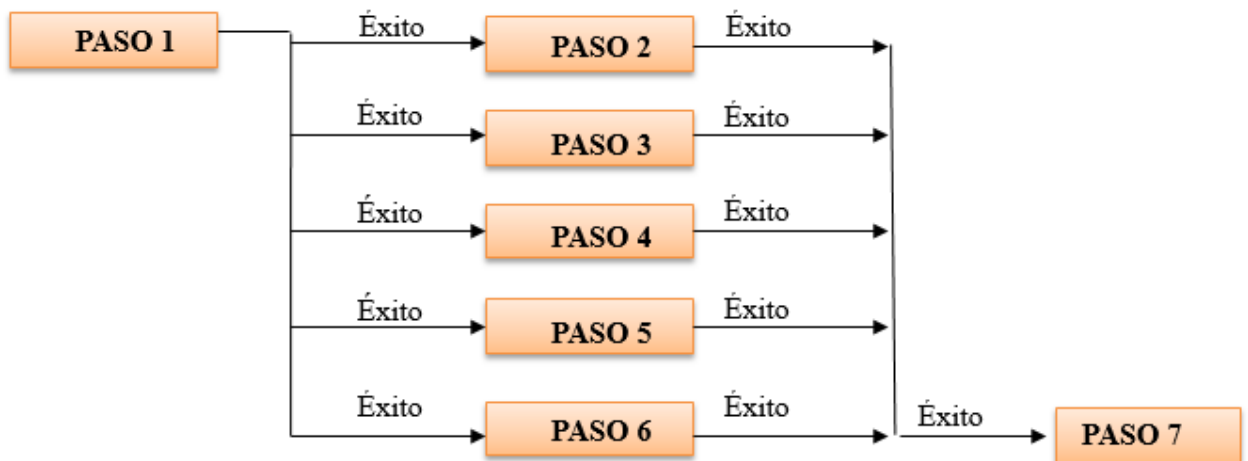 PASO 1
Éxito
PASO 2
Éxito
Éxito
PASO 3
Éxito
Éxito
PASO 4
Éxito
Éxito
PASO 5
Éxito
Éxito
PASO 6
Éxito
Éxito
PASO 7